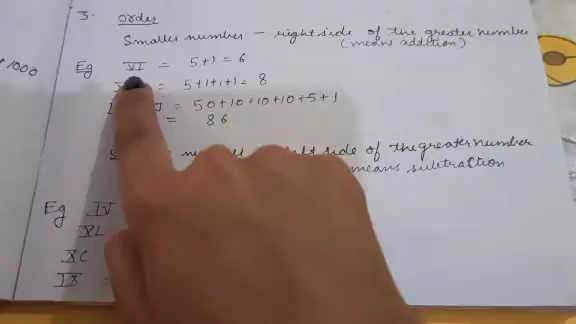 5. Order
Smaller number - right side of the greater number
(means addition)
+1000
Eg VI = 5+1=6
= 5+1+1+1= 8
= 50+10+10+10+5+1
= 86
side of the greater number
means subtraction
Eg IV
XL
XC
IX =